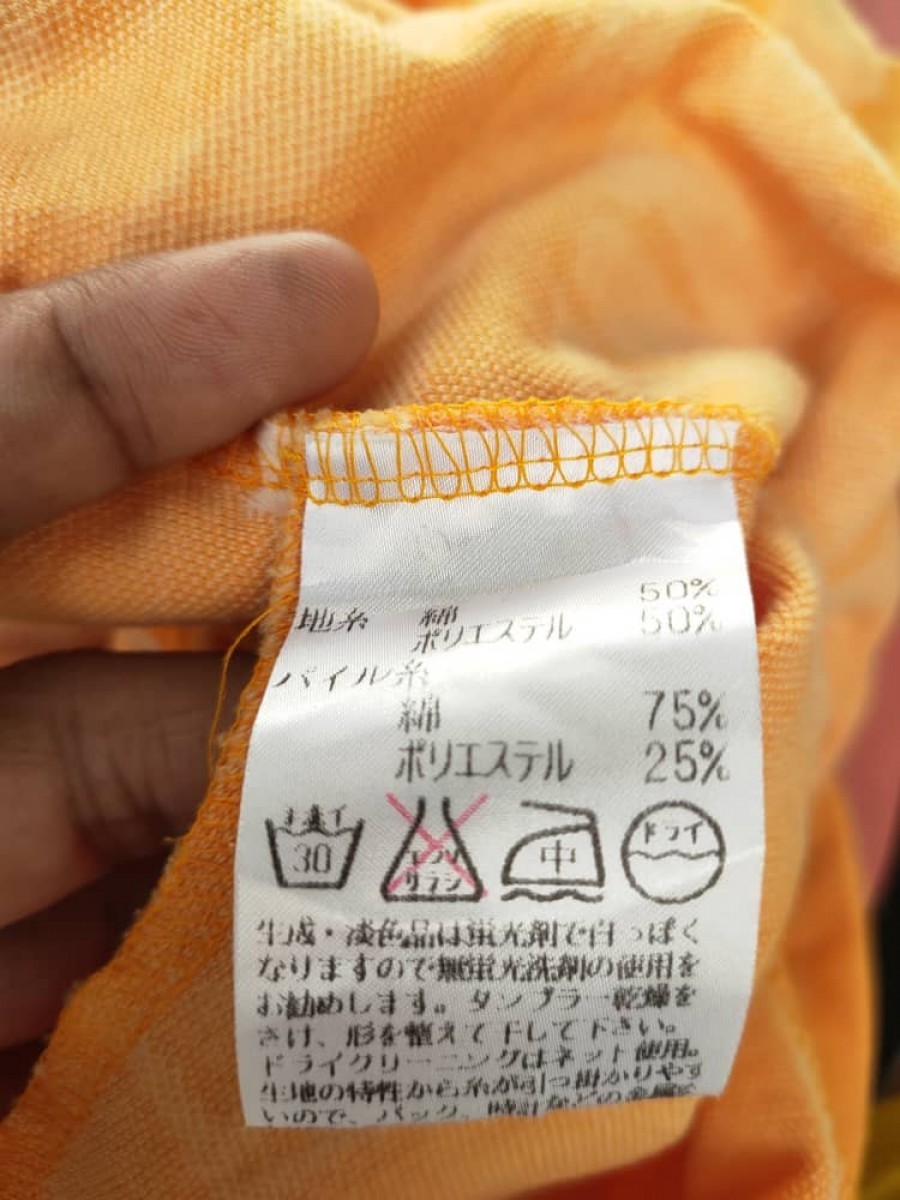 50%
地糸 綿
ポリエステル 50%
パイル糸
綿 75%
ポリエステル 25%
手洗イ
30
エンソ
サラシ
中
ドライ
生成・淡色品は蛍光剤で白っぽく
なりますので無蛍光洗剤の使用を
お勧めします。タンブラー乾燥を
さけ、形を整えて干して下さい。
ドライクリーニングはネット使用。
生地の特性から糸が引っ掛かりやす
いので、バッグ、時計などの金属